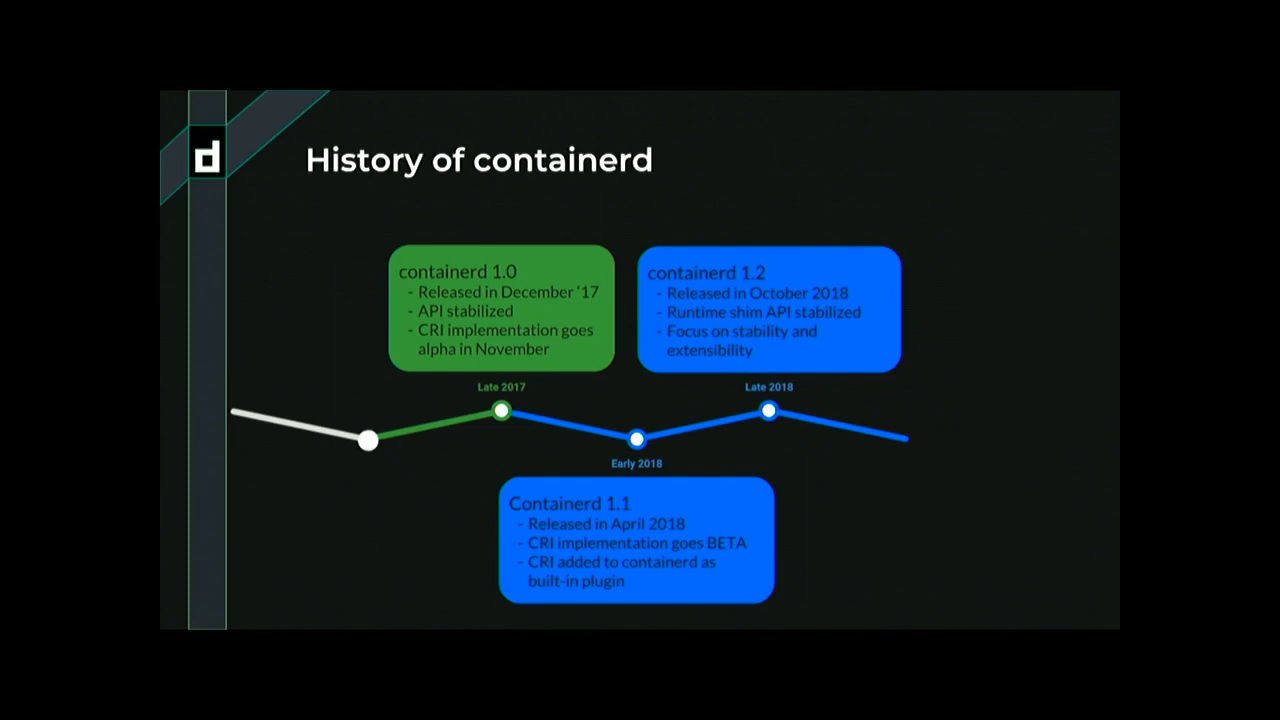 d
History of containerd
containerd 1.0
- Released in December ‘17
- API stabilized
- CRI implementation goes
alpha in November
containerd 1.2
- Released in October 2018
- Runtime shim API stabilized
- Focus on stability and
extensibility
Late 2017
Late 2018
Early 2018
Containerd 1.1
- Released in April 2018
- CRI implementation goes BETA
- CRI added to containerd as
built-in plugin